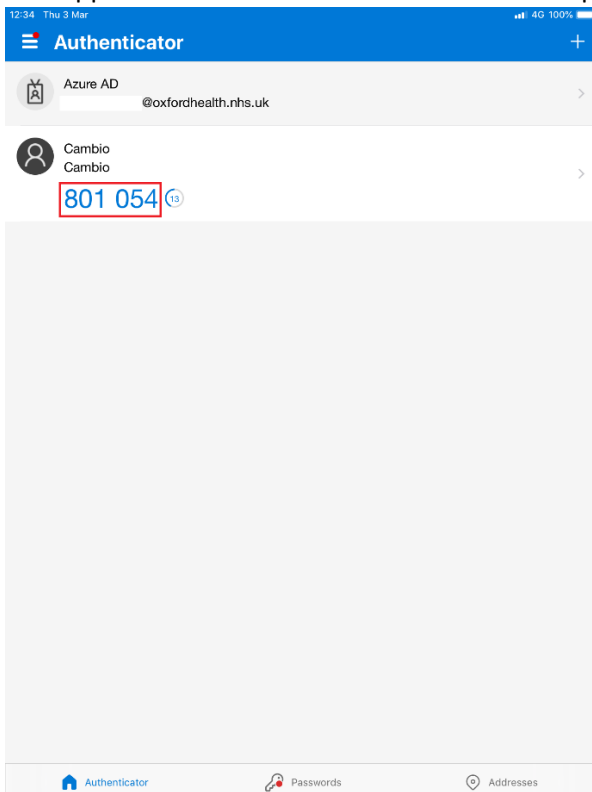 12:34 Thu 3 Mar 4G 100%
Authenticator
Azure AD
@oxfordhealth.nhs.uk
Cambio
Cambio
801 054 13
Authenticator Passwords Addresses